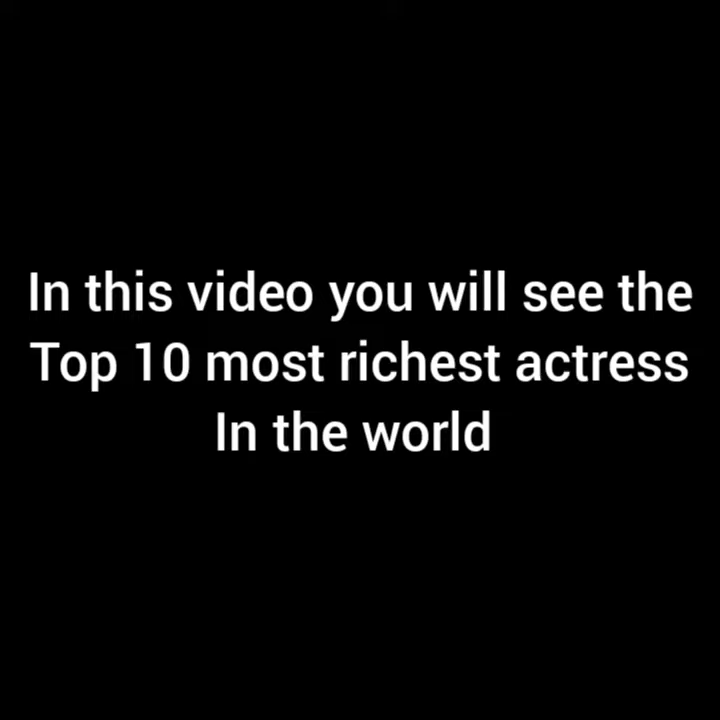 In this video you will see the
Top 10 most richest actress
In the world